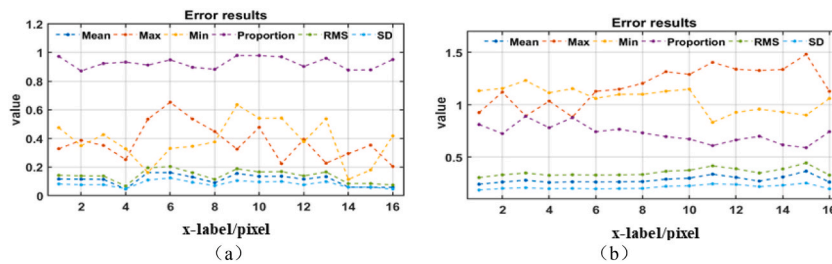 Error results
Mean Max Min Proportion RMS SD
value
1.2
1
0.8
0.6
0.4
0.2
0
2 4 6 8 10 12 14 16
x-label/pixel
(a)
Error results
Mean Max Min Proportion RMS SD
value
1.5
1
0.5
2 4 6 8 10 12 14 16
x-label/pixel
(b)